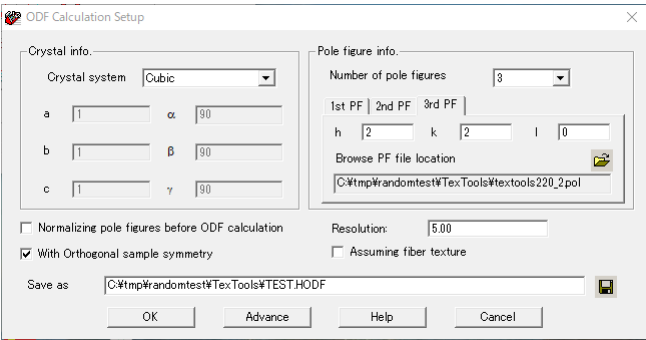 ODF Calculation Setup
Crystal info.
Crystal system Cubic
a 1 α 90
b 1 β 90
c 1 γ 90
Pole figure info.
Number of pole figures 3
1st PF 2nd PF 3rd PF
h 2 k 2 l 0
Browse PF file location
C:¥tmp¥randomtest¥TexTools¥textools220_2.pol
Normalizing pole figures before ODF calculation
With Orthogonal sample symmetry
Resolution: 5.00
Assuming fiber texture
Save as C:¥tmp¥randomtest¥TexTools¥TEST.HODF
OK Advance Help Cancel